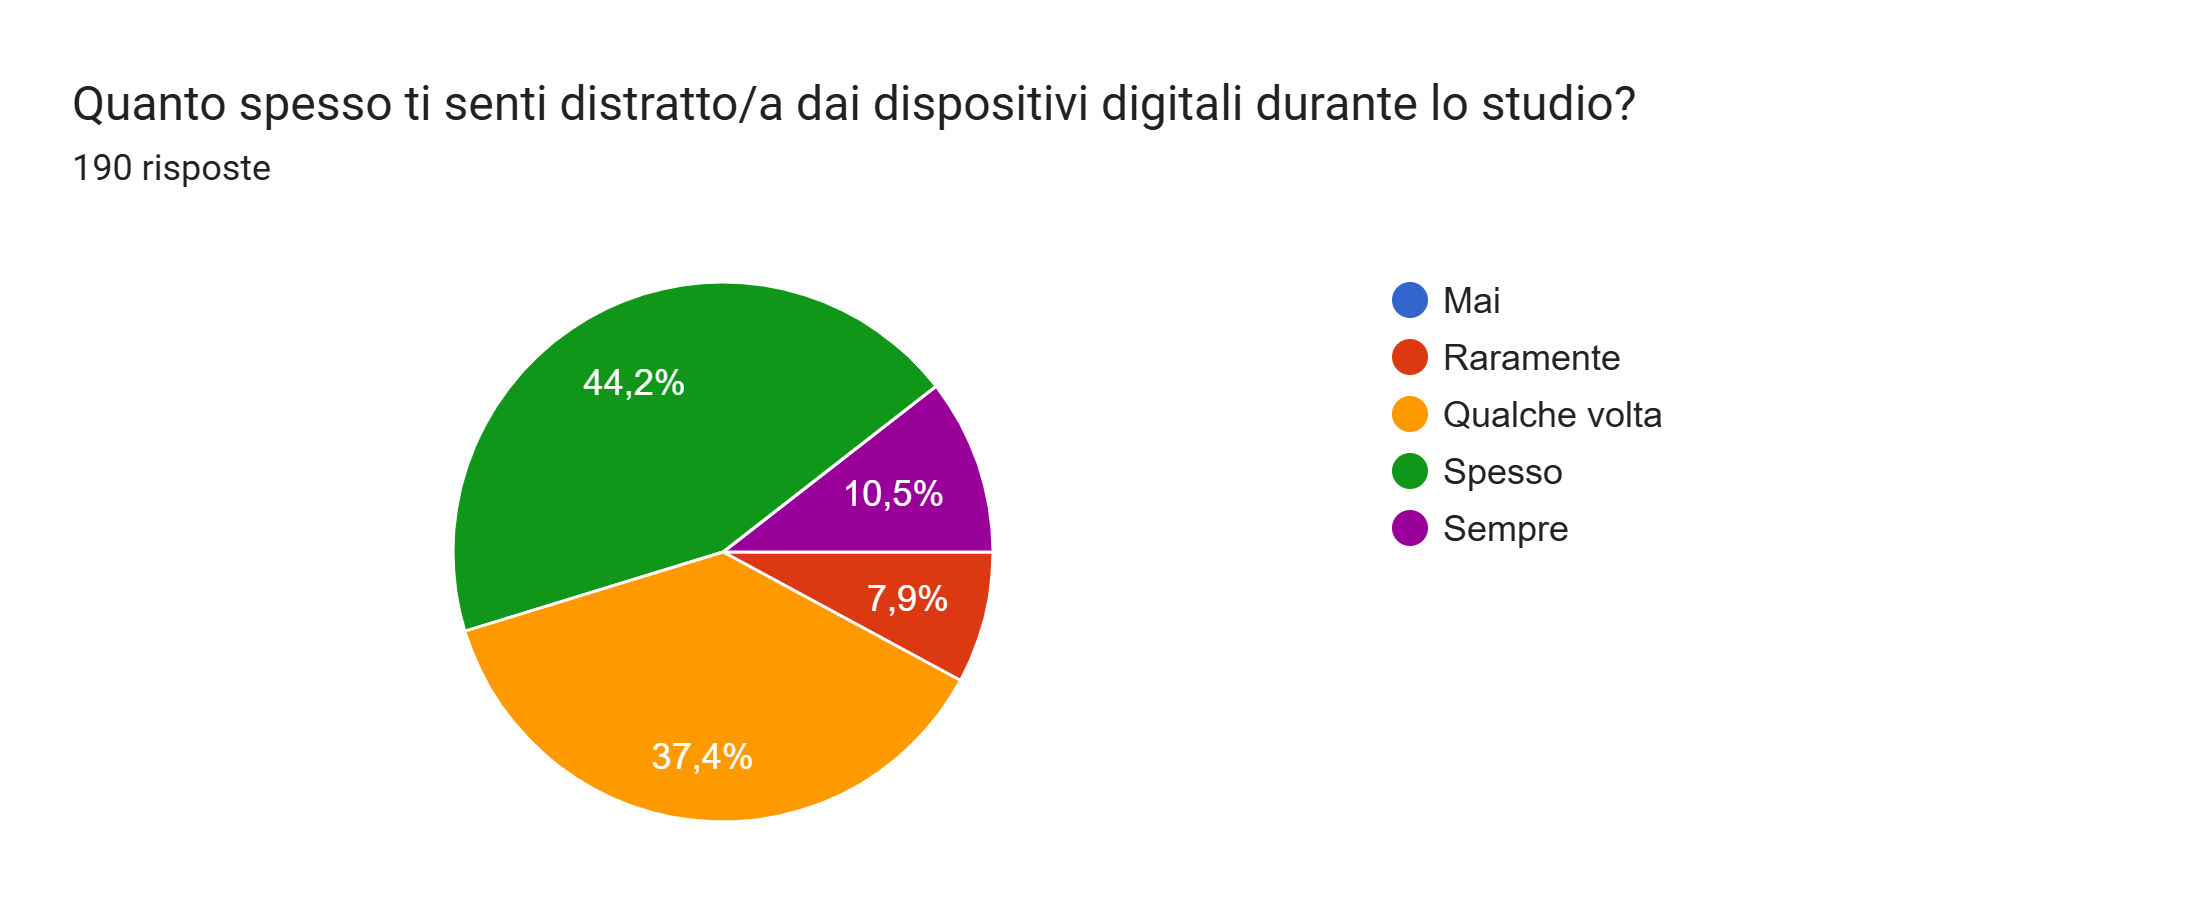 Quanto spesso ti senti distratto/a dai dispositivi digitali durante lo studio?
190 risposte
44,2%
10,5%
7,9%
37,4%
Mai
Raramente
Qualche volta
Spesso
Sempre